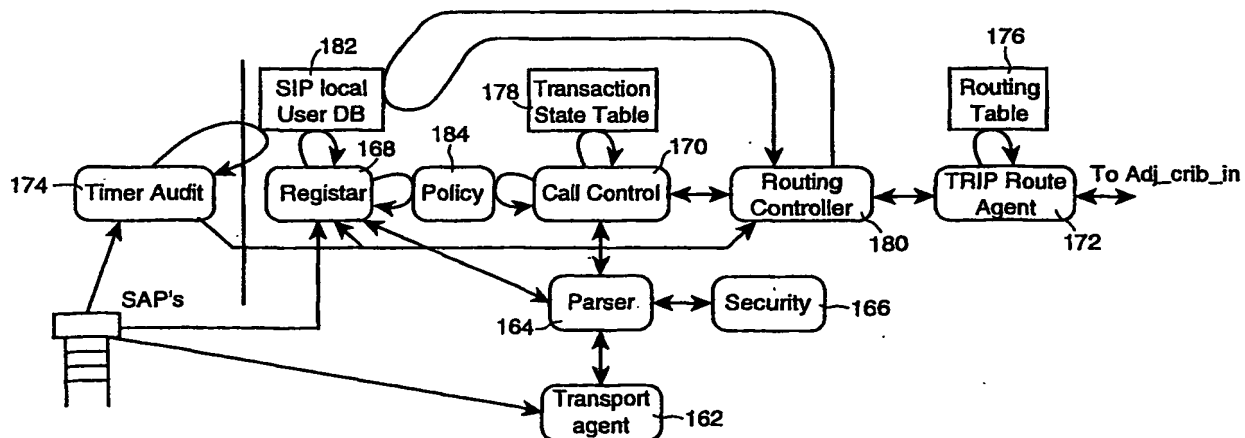 182
SIP local
User DB
178
Transaction
State Table
176
Routing
Table
174
Timer Audit
168
Registar
184
Policy
170
Call Control
Routing
Controller
180
TRIP Route
Agent
172
To Adj_crib_in
SAP's
Parser
164
Security
166
Transport
agent
162